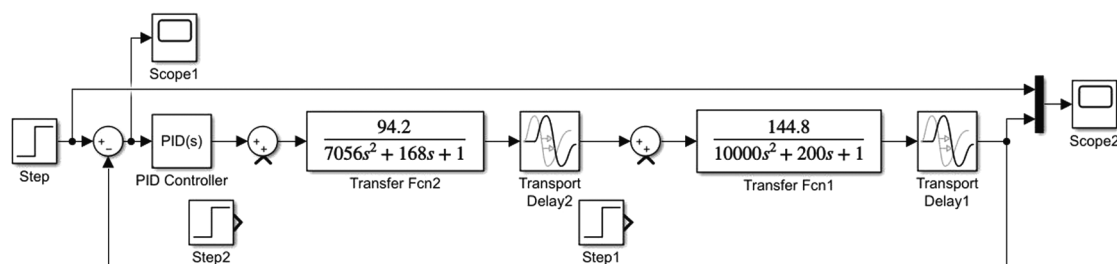 Scope1
Scope2
Step
+
−
PID(s)
PID Controller
+
+
94.2
7056s² + 168s + 1
Transfer Fcn2
Transport
Delay2
+
+
144.8
10000s² + 200s + 1
Transfer Fcn1
Transport
Delay1
Step2
Step1